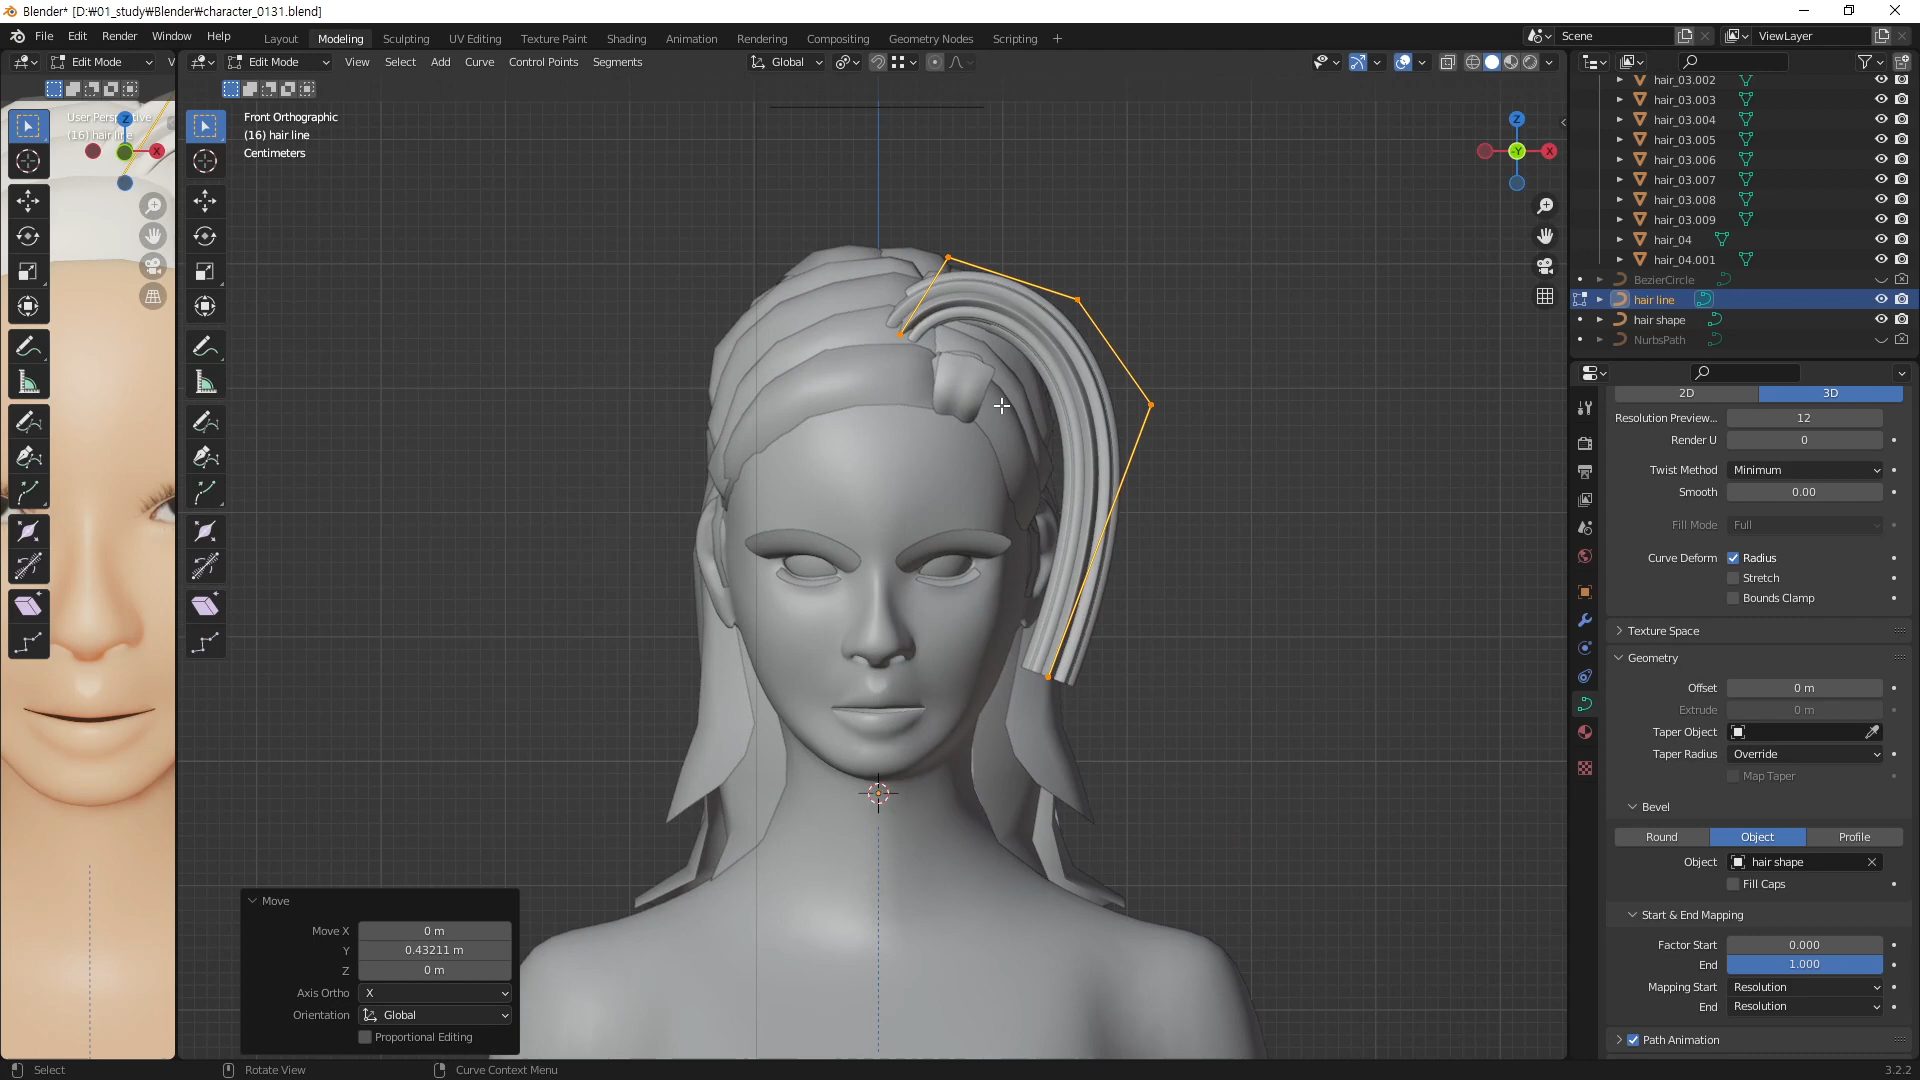 Blender* [D:₩01_study₩Blender₩character_0131.blend]
File Edit Render Window Help
Layout Modeling Sculpting UV Editing Texture Paint Shading Animation Rendering Compositing Geometry Nodes Scripting +
Scene
ViewLayer
Edit Mode V
Edit Mode View Select Add Curve Control Points Segments
Global
User Perspective
(16) hair line
Front Orthographic
(16) hair line
Centimeters
Z
X
Z
-Y
X
hair_03.002
hair_03.003
hair_03.004
hair_03.005
hair_03.006
hair_03.007
hair_03.008
hair_03.009
hair_04
hair_04.001
BezierCircle
hair line
hair shape
NurbsPath
2D 3D
Resolution Preview... 12
Render U 0
Twist Method Minimum
Smooth 0.00
Fill Mode Full
Curve Deform Radius
Stretch
Bounds Clamp
Texture Space
Geometry
Offset 0 m
Extrude 0 m
Taper Object
Taper Radius Override
Map Taper
Bevel
Round Object Profile
Object hair shape
Fill Caps
Start & End Mapping
Factor Start 0.000
End 1.000
Mapping Start Resolution
End Resolution
Path Animation
Move
Move X 0 m
Y 0.43211 m
Z 0 m
Axis Ortho X
Orientation Global
Proportional Editing
Select Rotate View Curve Context Menu
3.2.2